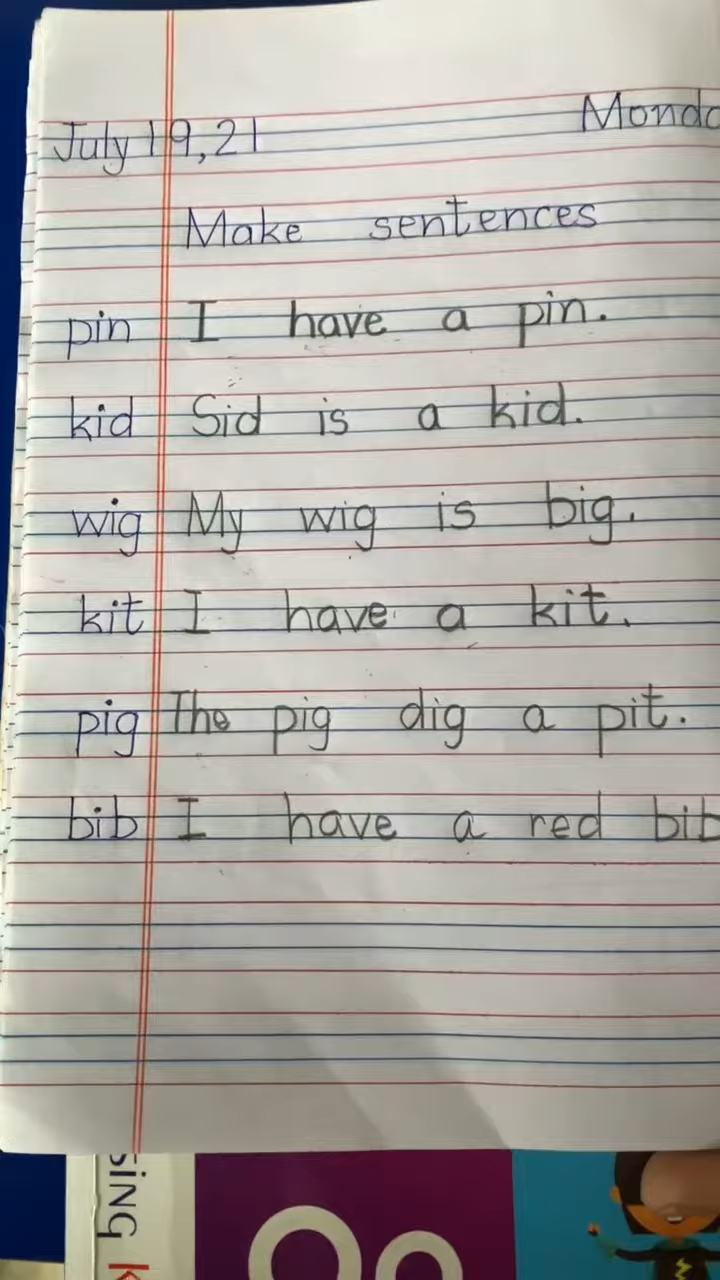 July 19, 21 Monda
Make sentences
pin I have a pin.
kid Sid is a kid.
wig My wig is big.
kit I have a kit.
pig The pig dig a pit.
bib I have a red bib
sing k